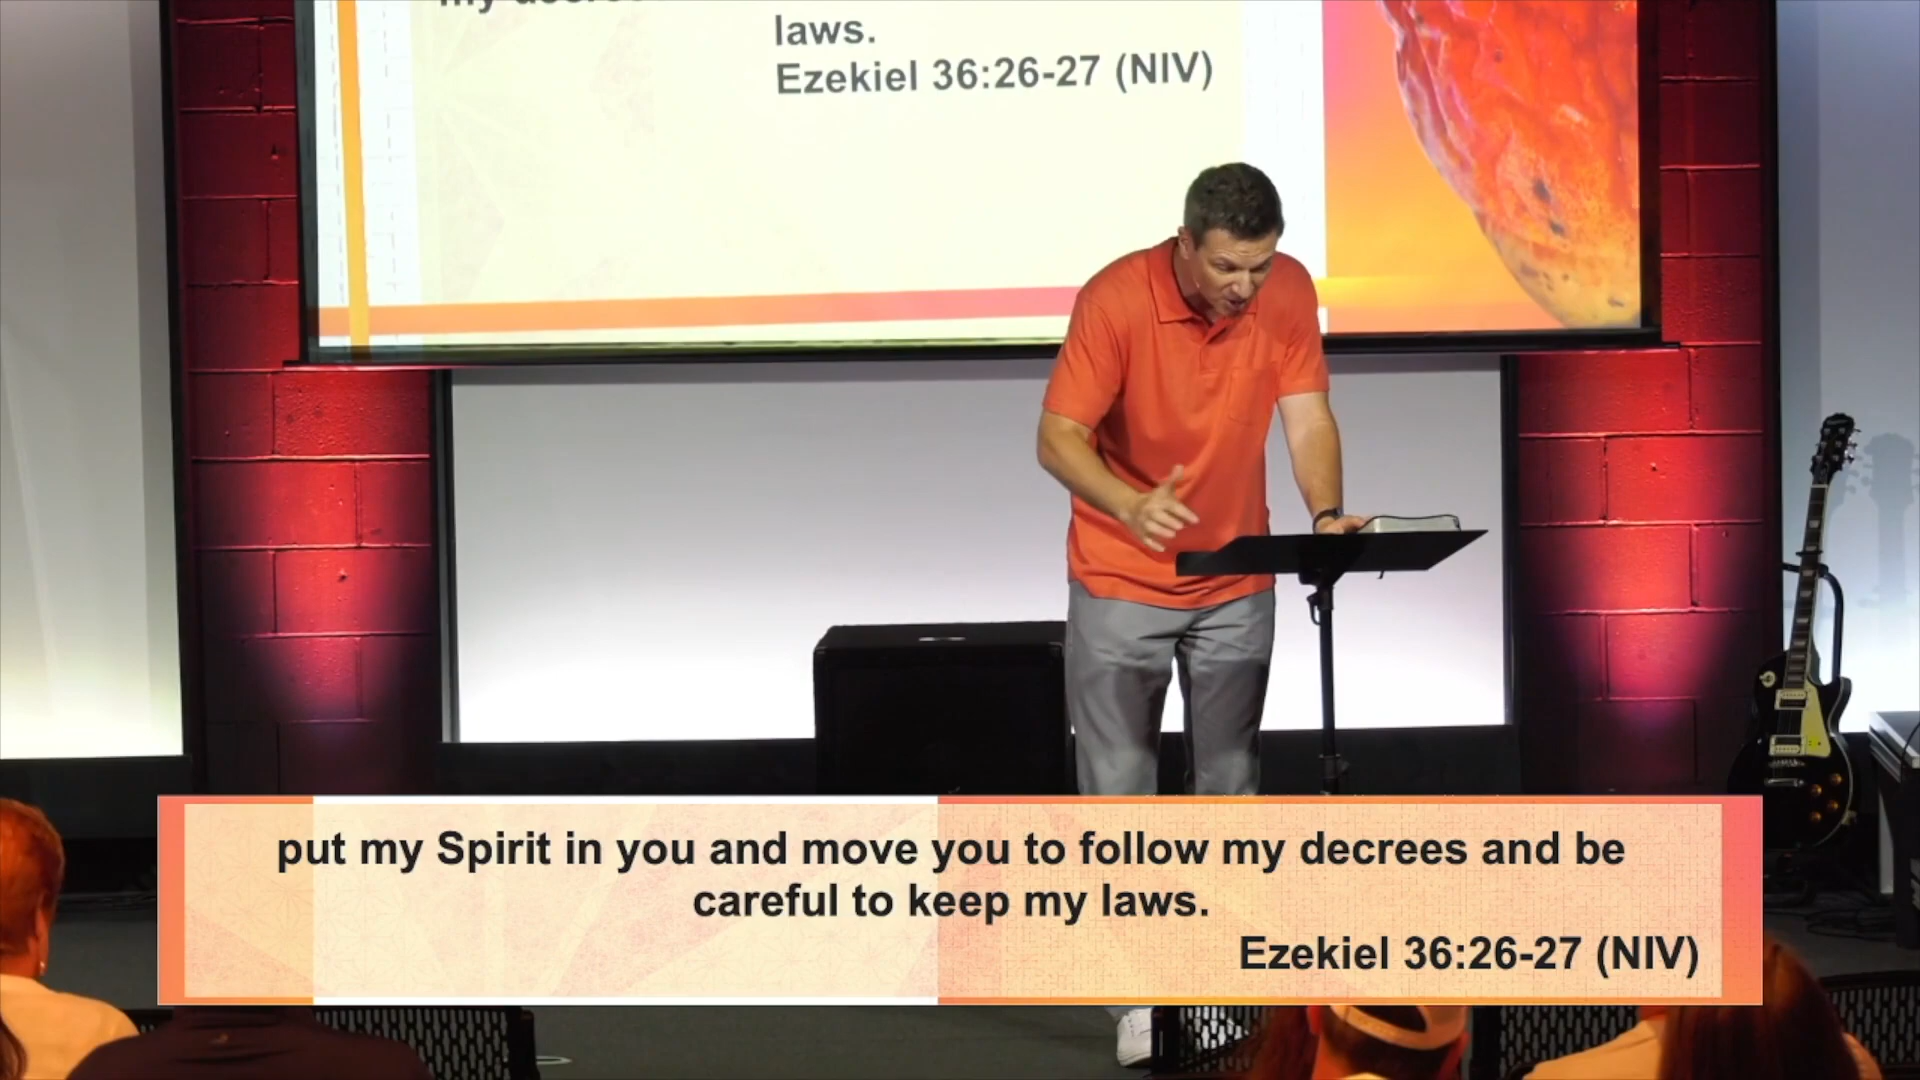 laws.
Ezekiel 36:26-27 (NIV)
put my Spirit in you and move you to follow my decrees and be
careful to keep my laws.
Ezekiel 36:26-27 (NIV)